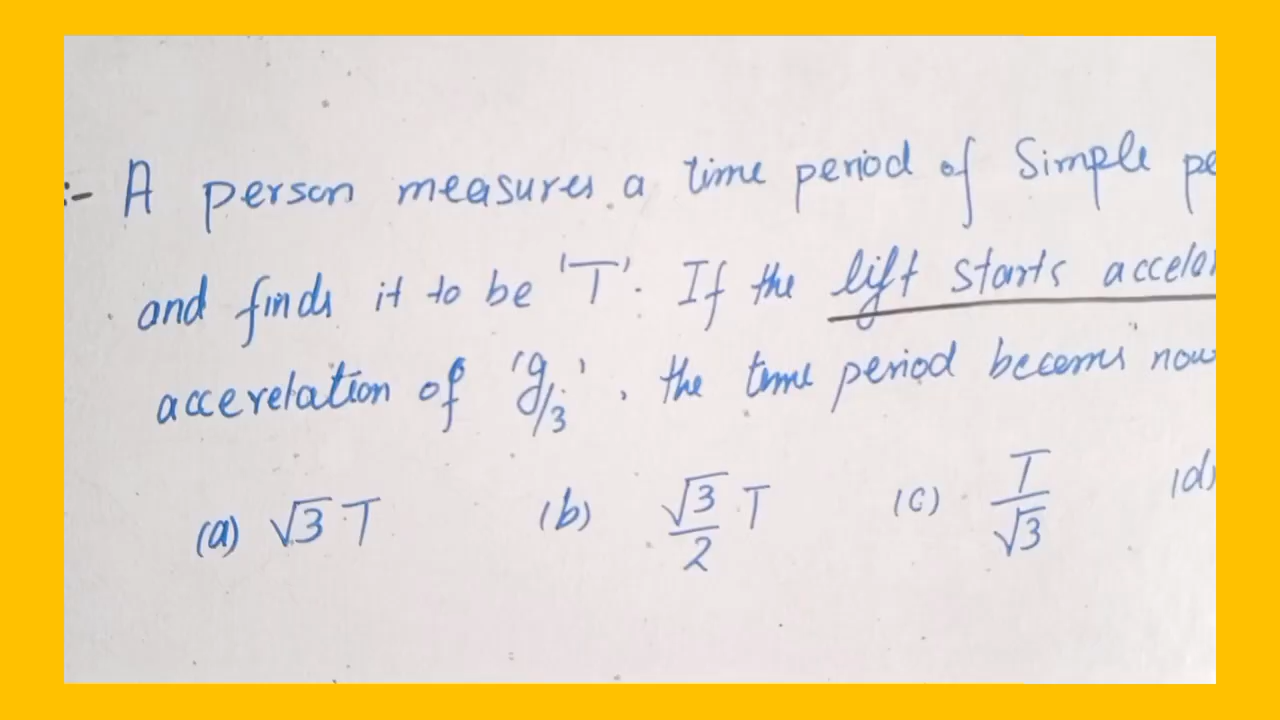 :- A person measures a time period of Simple pe
and finds it to be 'T'. If the lift starts acceler
acceretation of 'g/3', the time period becomes now
(a) √3 T (b) √3/2 T (c) T/√3 (d)